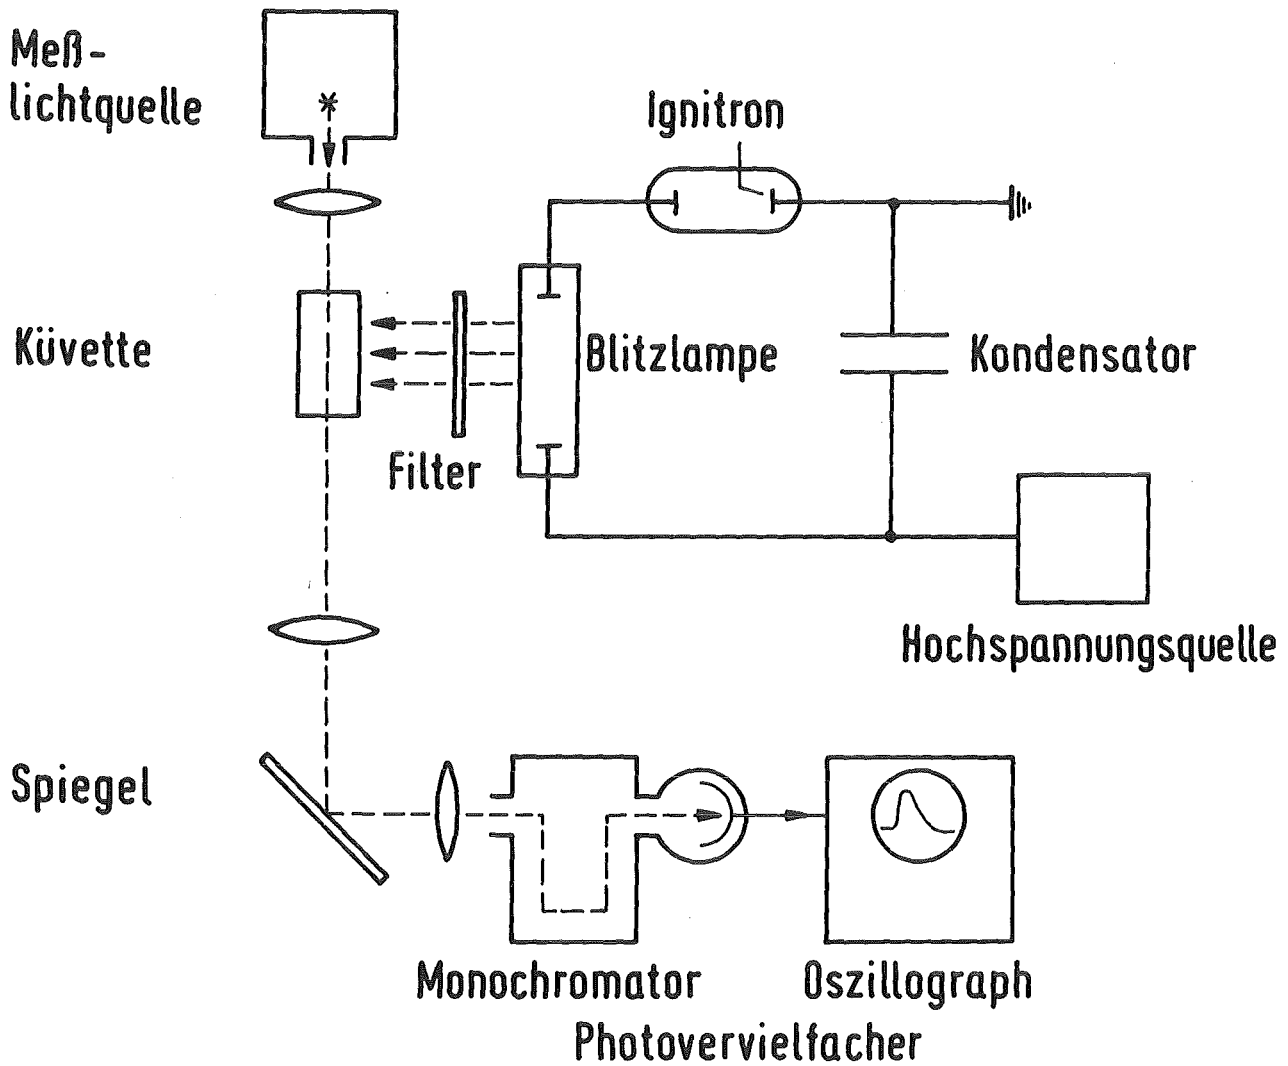 Meß-
lichtquelle
Ignitron
Küvette
Blitzlampe
Kondensator
Filter
Hochspannungsquelle
Spiegel
Monochromator
Oszillograph
Photovervielfacher